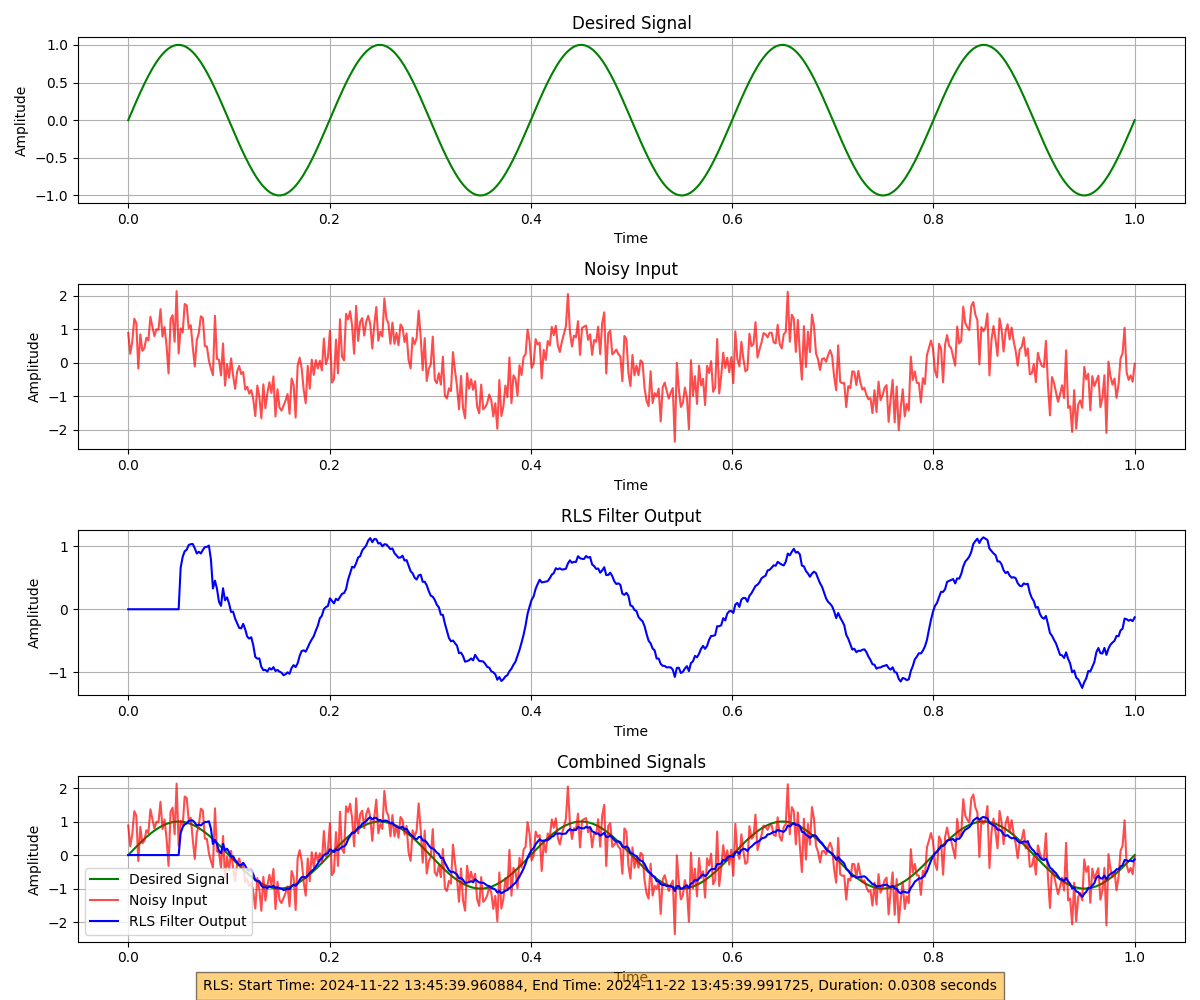 Desired Signal
1.0
0.5
0.0
−0.5
−1.0
Amplitude
0.0 0.2 0.4 0.6 0.8 1.0
Time
Noisy Input
2
1
0
−1
−2
Amplitude
0.0 0.2 0.4 0.6 0.8 1.0
Time
RLS Filter Output
1
0
−1
Amplitude
0.0 0.2 0.4 0.6 0.8 1.0
Time
Combined Signals
2
1
0
−1
−2
Amplitude
Desired Signal
Noisy Input
RLS Filter Output
0.0 0.2 0.4 0.6 0.8 1.0
Time
RLS: Start Time: 2024-11-22 13:45:39.960884, End Time: 2024-11-22 13:45:39.991725, Duration: 0.0308 seconds